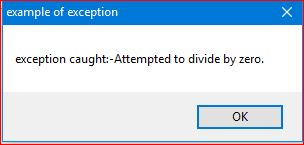 example of exception
exception caught:-Attempted to divide by zero.
OK